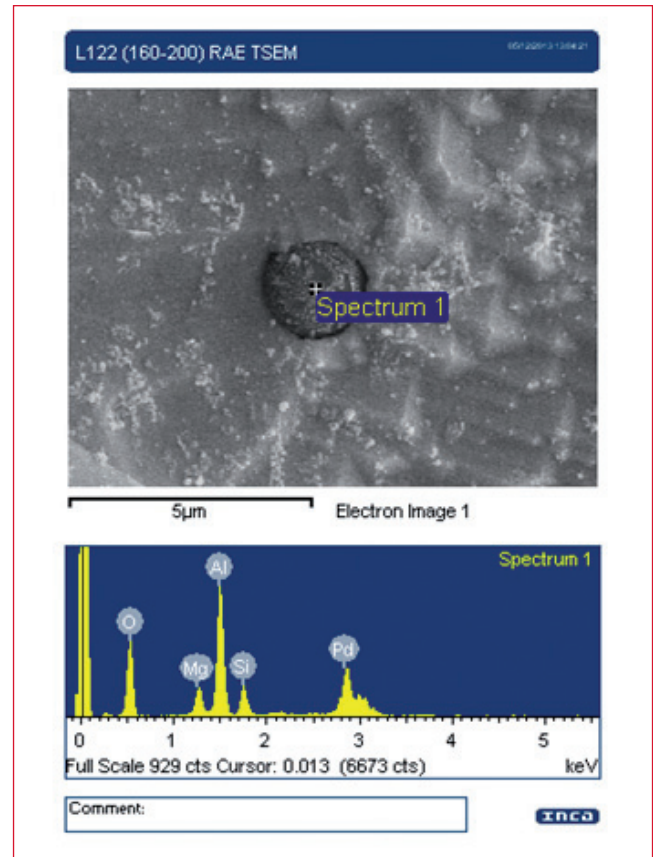 L122 (160-200) RAE TSEM
Spectrum 1
5µm Electron Image 1
Spectrum 1
O Mg Al Si Pd
0 1 2 3 4 5
Full Scale 929 cts Cursor: 0.013 (6673 cts) keV
Comment:
INCA